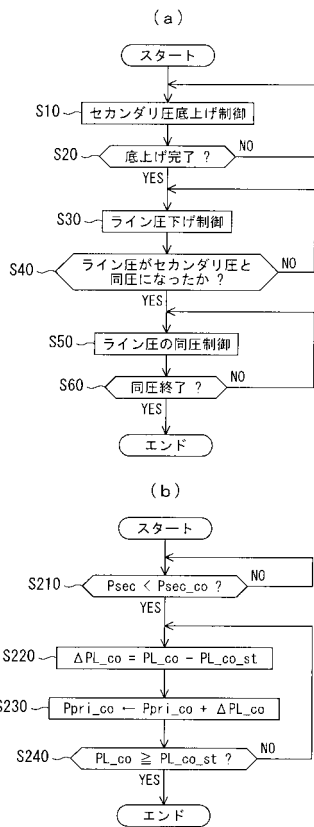 (a)
スタート
S10 セカンダリ圧底上げ制御
S20 底上げ完了 ? NO
YES
S30 ライン圧下げ制御
S40 ライン圧がセカンダリ圧と NO
同圧になったか ?
YES
S50 ライン圧の同圧制御
S60 同圧終了 ? NO
YES
エンド
(b)
スタート
S210 Psec < Psec_co ? NO
YES
S220 ΔPL_co = PL_co − PL_co_st
S230 Ppri_co ← Ppri_co + ΔPL_co
S240 PL_co ≧ PL_co_st ? NO
YES
エンド